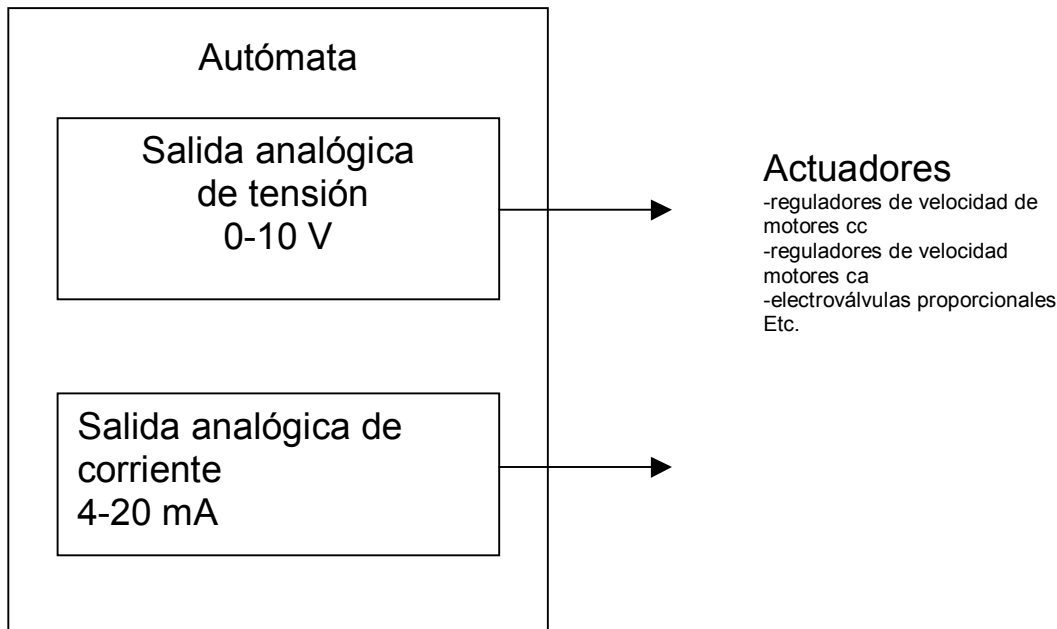 Autómata
Salida analógica
de tensión
0-10 V
Actuadores
-reguladores de velocidad de
motores cc
-reguladores de velocidad
motores ca
-electroválvulas proporcionales
Etc.
Salida analógica de
corriente
4-20 mA